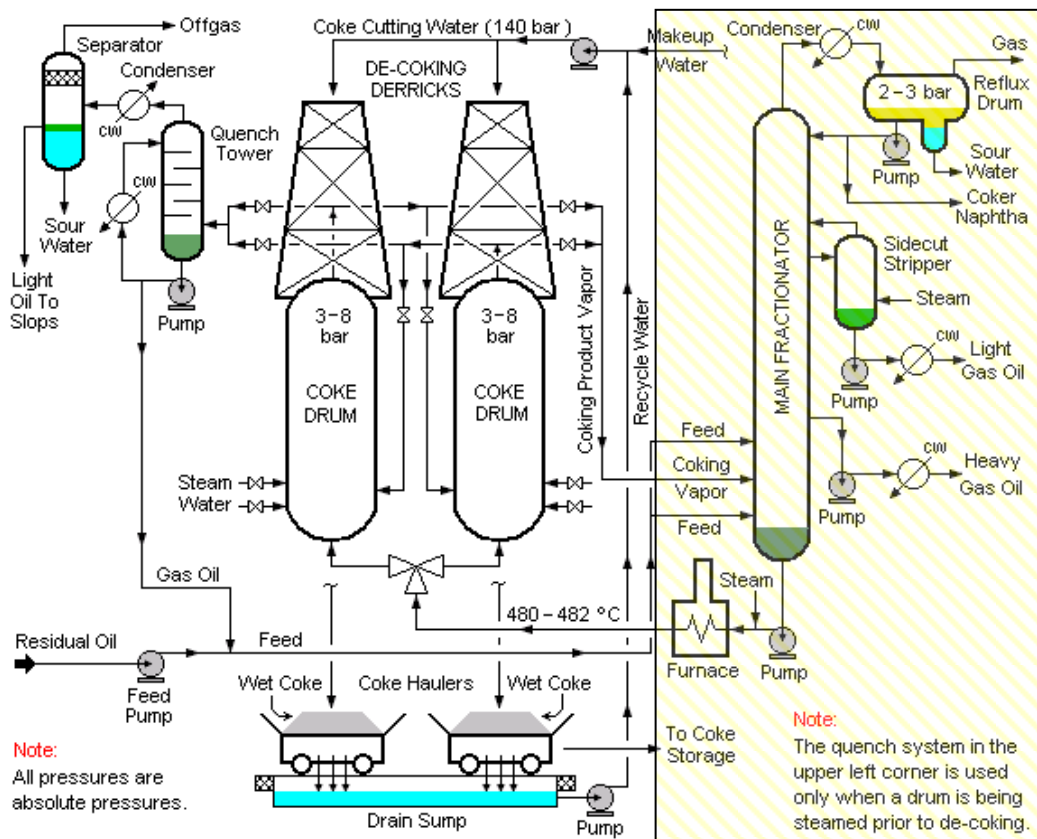 Offgas
Separator
Condenser
CW
Quench
Tower
CW
Sour
Water
Light
Oil To
Slops
Pump
Coke Cutting Water (140 bar )
DE-COKING
DERRICKS
Makeup
Water
3-8
bar
COKE
DRUM
3-8
bar
COKE
DRUM
Coking Product Vapor
Recycle Water
Steam
Water
Gas Oil
480-482 °C
Residual Oil
Feed
Feed
Pump
Wet Coke
Coke Haulers
Wet Coke
To Coke
Storage
Drain Sump
Pump
Note:
All pressures are
absolute pressures.
Condenser
CW
Gas
2-3 bar
Reflux
Drum
Pump
Sour
Water
Coker
Naphtha
MAIN FRACTIONATOR
Sidecut
Stripper
Steam
CW
Light
Gas Oil
Pump
Feed
Coking
Vapor
Feed
CW
Heavy
Gas Oil
Pump
Steam
Furnace
Pump
Note:
The quench system in the
upper left corner is used
only when a drum is being
steamed prior to de-coking.